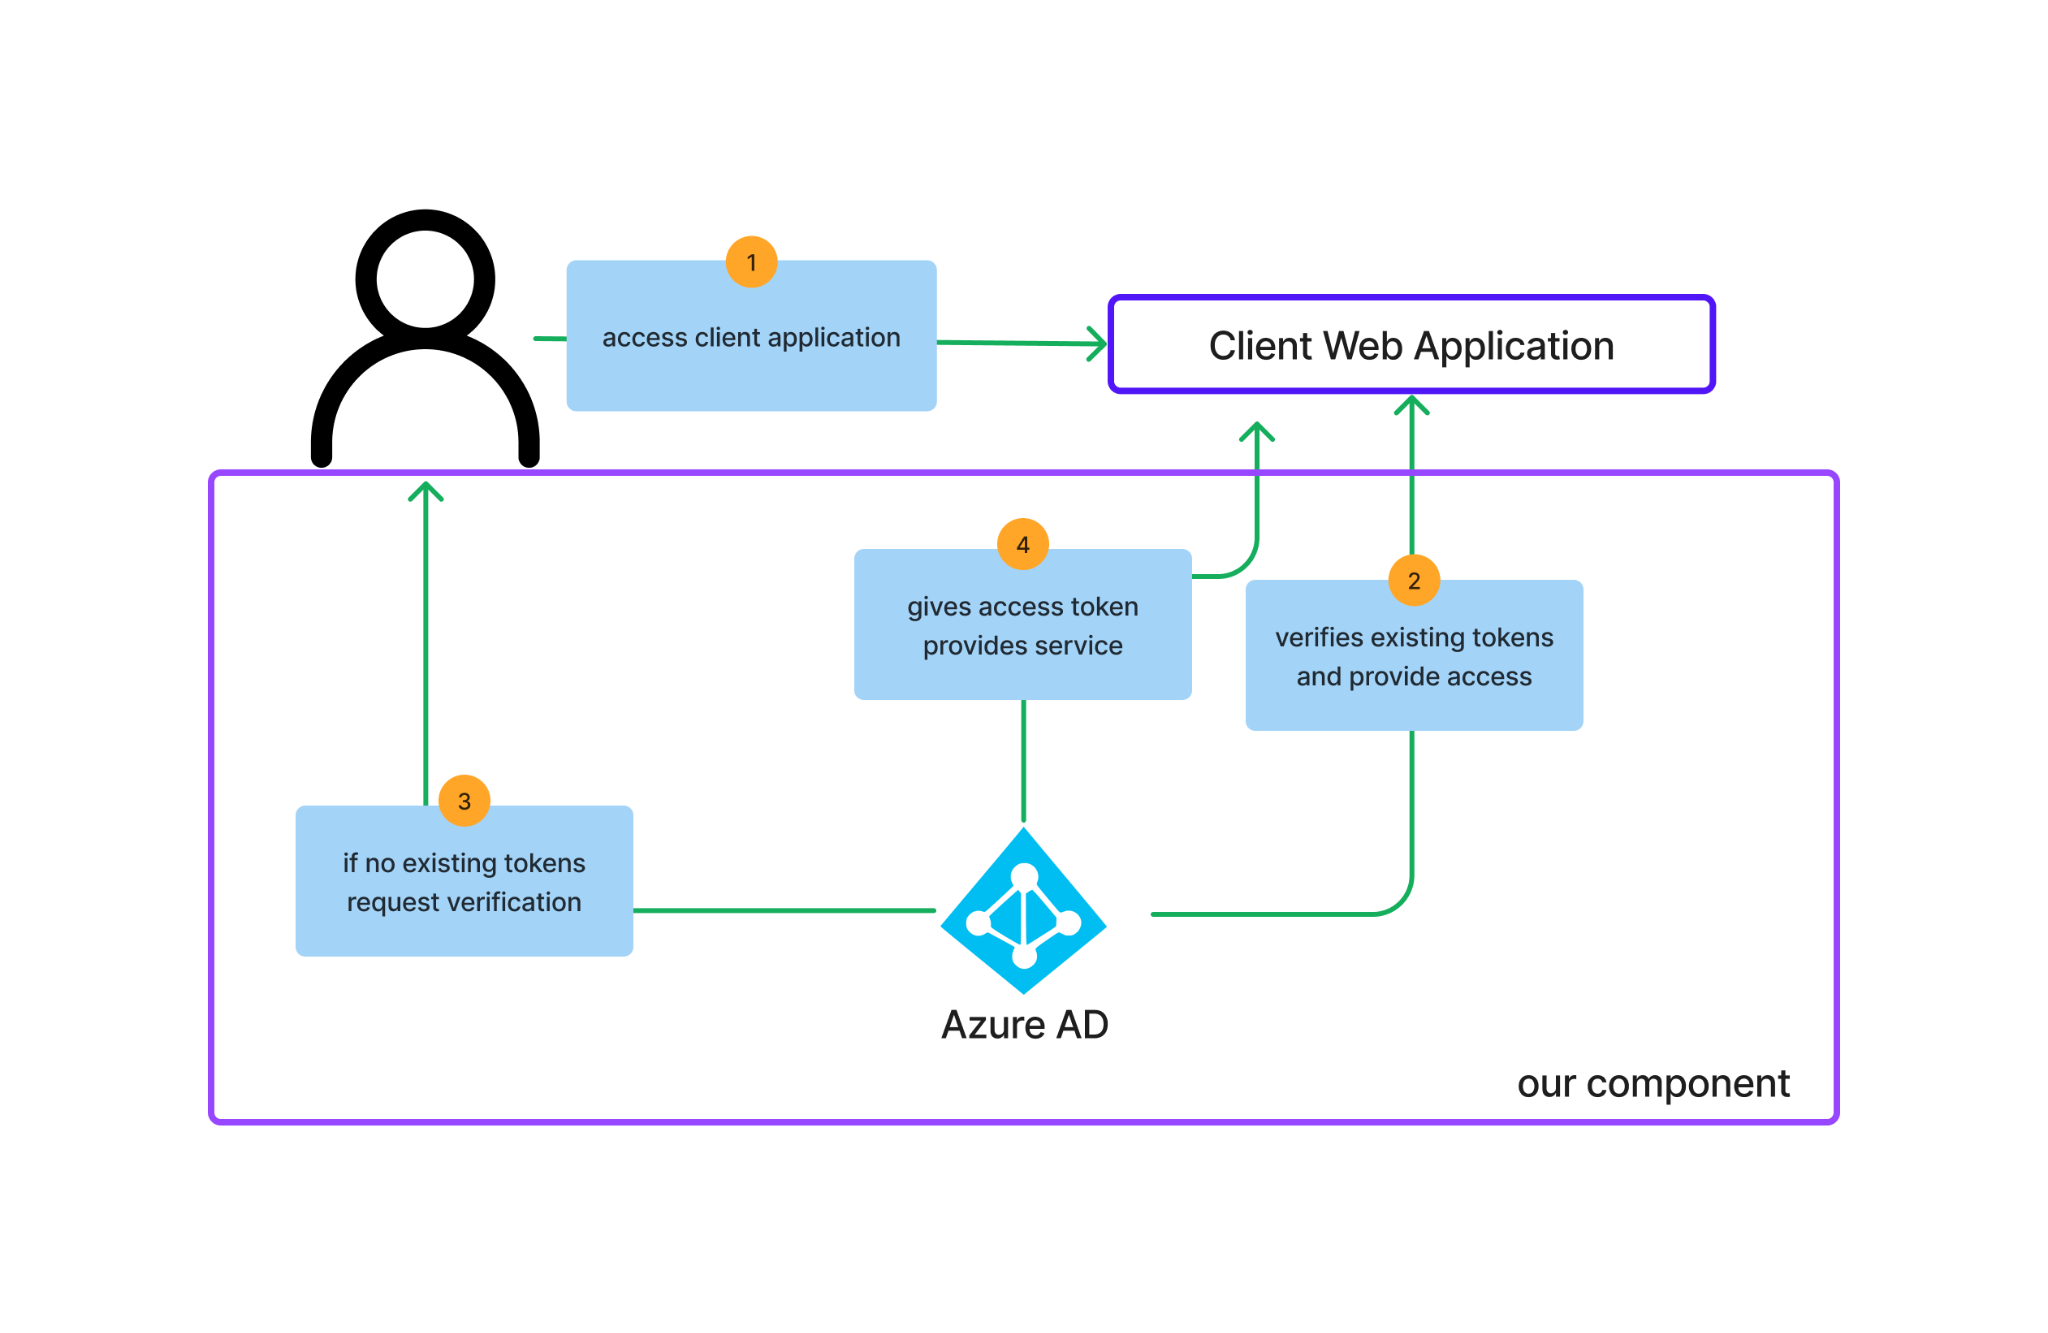 1
access client application
Client Web Application
4
gives access token
provides service
2
verifies existing tokens
and provide access
3
if no existing tokens
request verification
Azure AD
our component